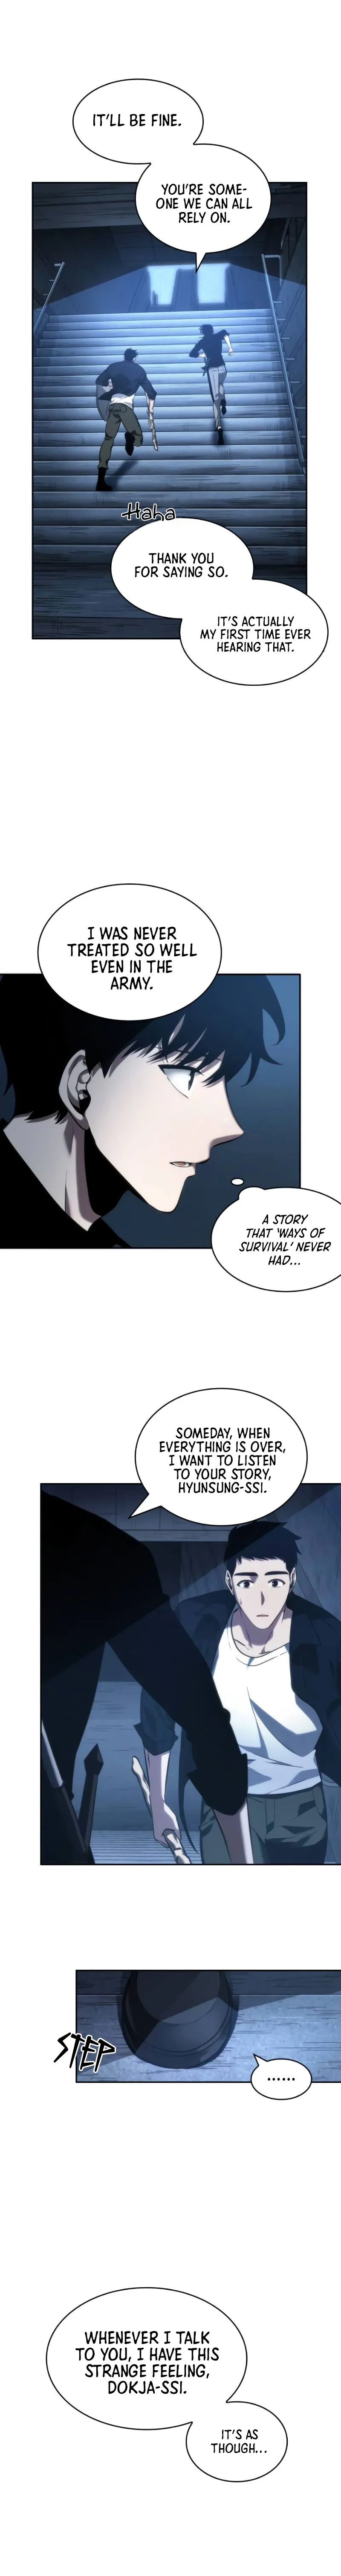 IT'LL BE FINE.
YOU'RE SOME-
ONE WE CAN ALL
RELY ON.
Haha
THANK YOU
FOR SAYING SO.
IT'S ACTUALLY
MY FIRST TIME EVER
HEARING THAT.
I WAS NEVER
TREATED SO WELL
EVEN IN THE
ARMY.
A STORY
THAT 'WAYS OF
SURVIVAL' NEVER
HAD...
SOMEDAY, WHEN
EVERYTHING IS OVER,
I WANT TO LISTEN
TO YOUR STORY,
HYUNSUNG-SSI.
STEP
......
WHENEVER I TALK
TO YOU, I HAVE THIS
STRANGE FEELING,
DOKJA-SSI.
IT'S AS
THOUGH...